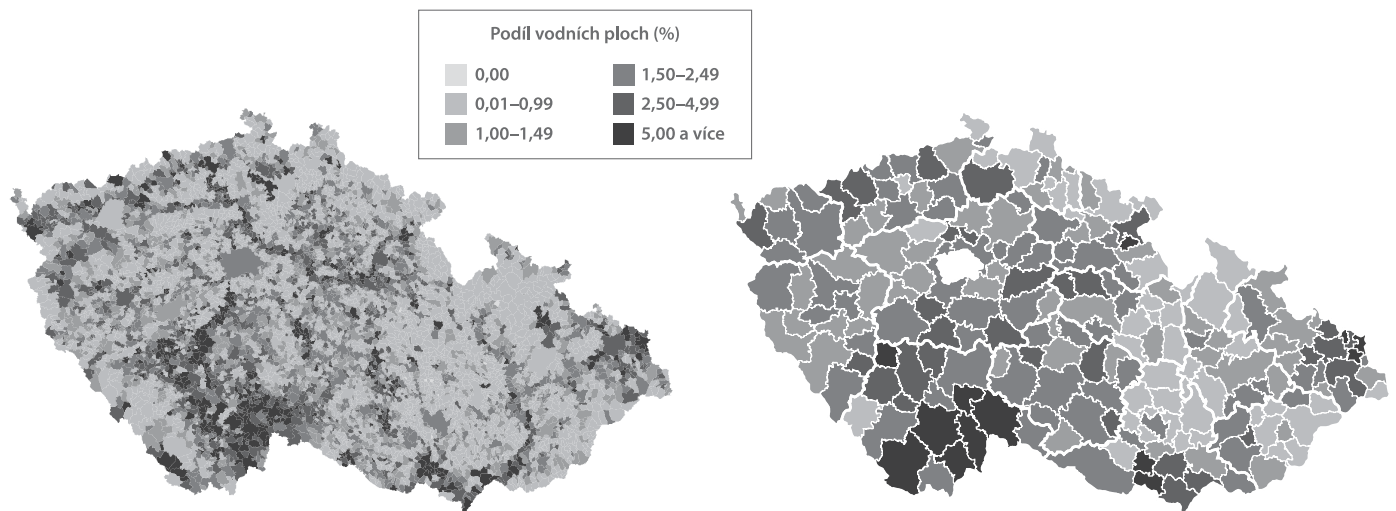 Podíl vodních ploch (%)
0,00
0,01–0,99
1,00–1,49
1,50–2,49
2,50–4,99
5,00 a více